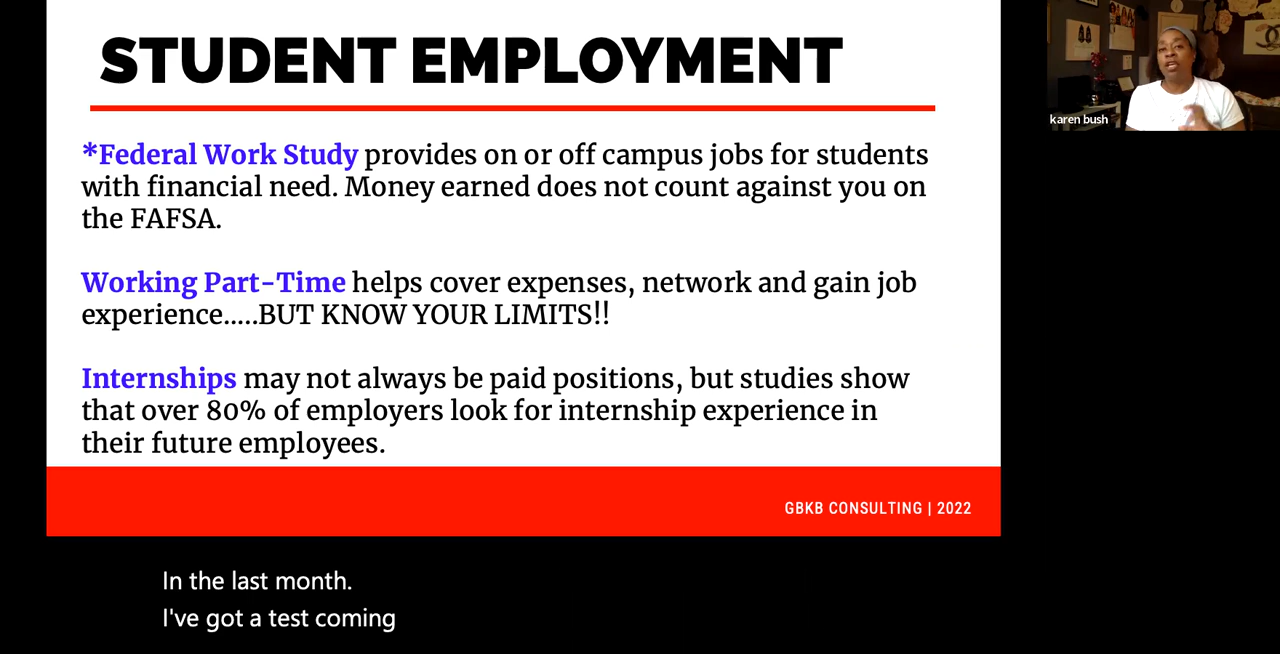 STUDENT EMPLOYMENT
*Federal Work Study provides on or off campus jobs for students
with financial need. Money earned does not count against you on
the FAFSA.
Working Part-Time helps cover expenses, network and gain job
experience.....BUT KNOW YOUR LIMITS!!
Internships may not always be paid positions, but studies show
that over 80% of employers look for internship experience in
their future employees.
GBKB CONSULTING | 2022
karen bush
In the last month.
I've got a test coming